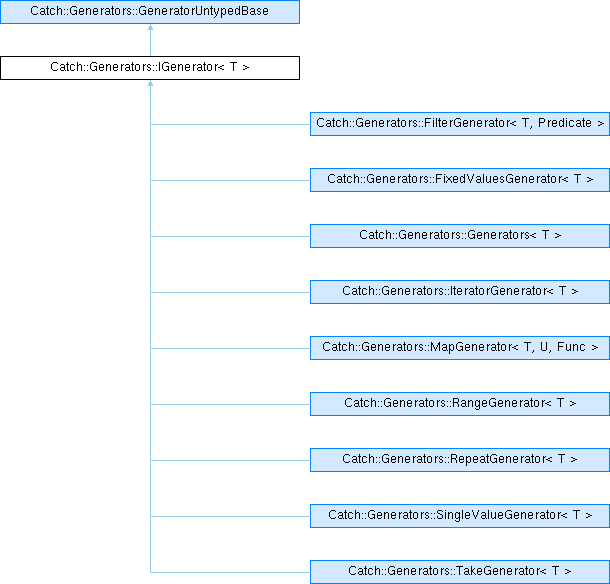 Catch::Generators::GeneratorUntypedBase
Catch::Generators::IGenerator< T >
Catch::Generators::FilterGenerator< T, Predicate >
Catch::Generators::FixedValuesGenerator< T >
Catch::Generators::Generators< T >
Catch::Generators::IteratorGenerator< T >
Catch::Generators::MapGenerator< T, U, Func >
Catch::Generators::RangeGenerator< T >
Catch::Generators::RepeatGenerator< T >
Catch::Generators::SingleValueGenerator< T >
Catch::Generators::TakeGenerator< T >